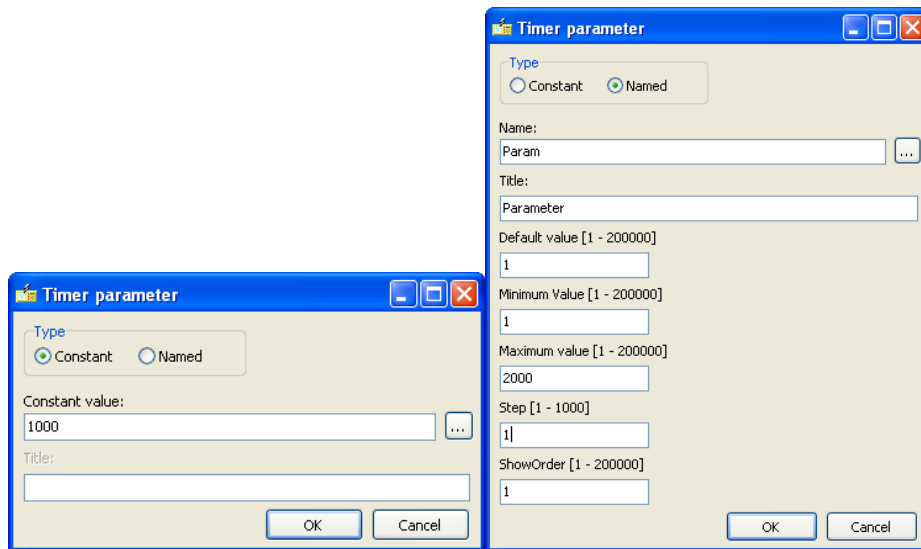 Timer parameter
Type
Constant Named
Constant value:
1000
...
Title:
OK Cancel
Timer parameter
Type
Constant Named
Name:
Param
...
Title:
Parameter
Default value [1 - 200000]
1
Minimum Value [1 - 200000]
1
Maximum value [1 - 200000]
2000
Step [1 - 1000]
1
ShowOrder [1 - 200000]
1
OK Cancel